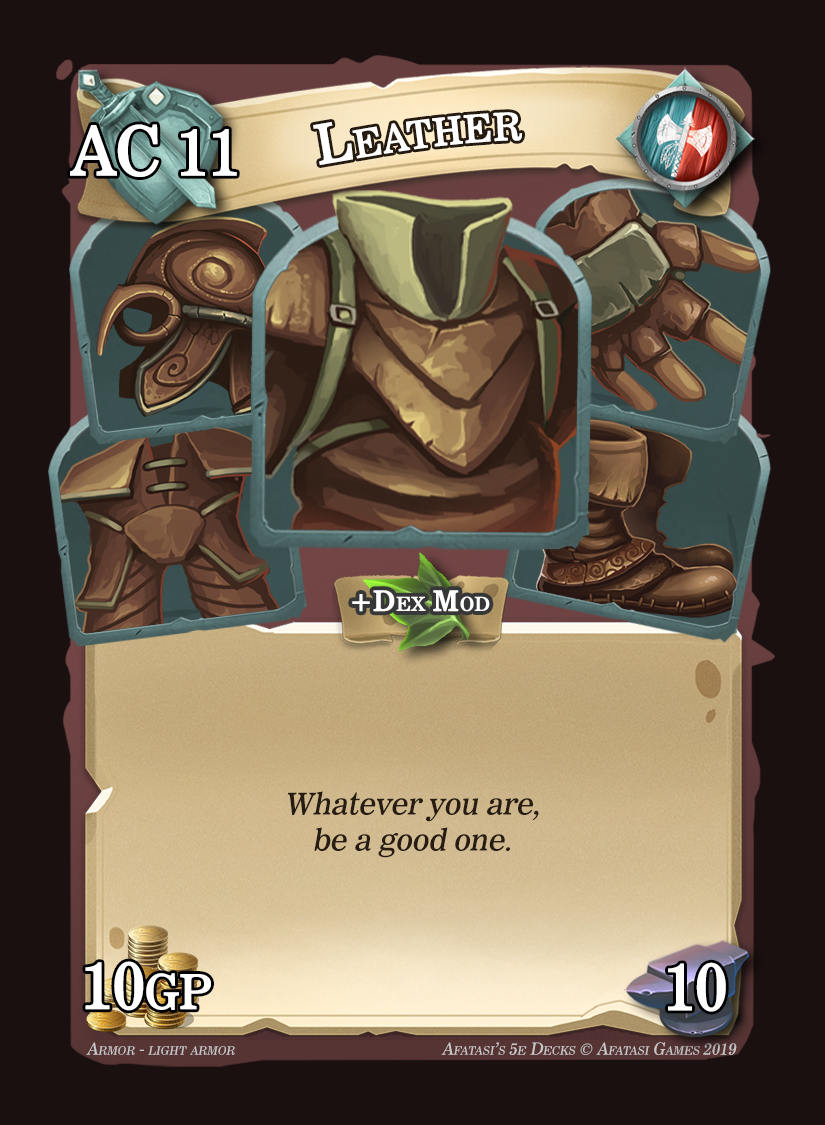 AC 11
Leather
+Dex Mod
Whatever you are,
be a good one.
10GP
10
Armor - light armor
Afatasi's 5e Decks © Afatasi Games 2019